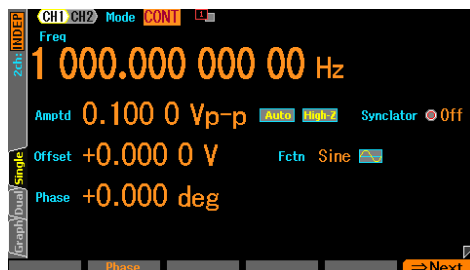 CH1 CH2 Mode CONT 1
2ch: INDEP
Freq
1 000.000 000 00 Hz
Amptd 0.100 0 Vp-p Auto High-Z Synclator Off
Offset +0.000 0 V Fctn Sine
Phase +0.000 deg
Single
Dual
Graph
Phase ⇒Next